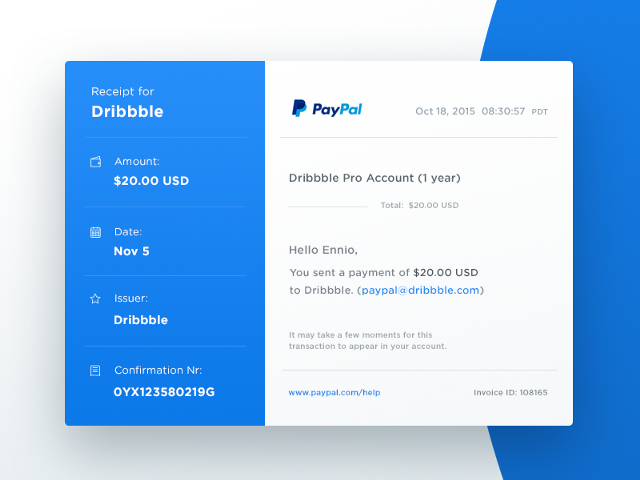 Receipt for
Dribbble
Amount:
$20.00 USD
Date:
Nov 5
Issuer:
Dribbble
Confirmation Nr:
0YX123580219G
PayPal
Oct 18, 2015 08:30:57 PDT
Dribbble Pro Account (1 year)
Total: $20.00 USD
Hello Ennio,
You sent a payment of $20.00 USD
to Dribbble. (paypal@dribbble.com)
It may take a few moments for this
transaction to appear in your account.
www.paypal.com/help
Invoice ID: 108165